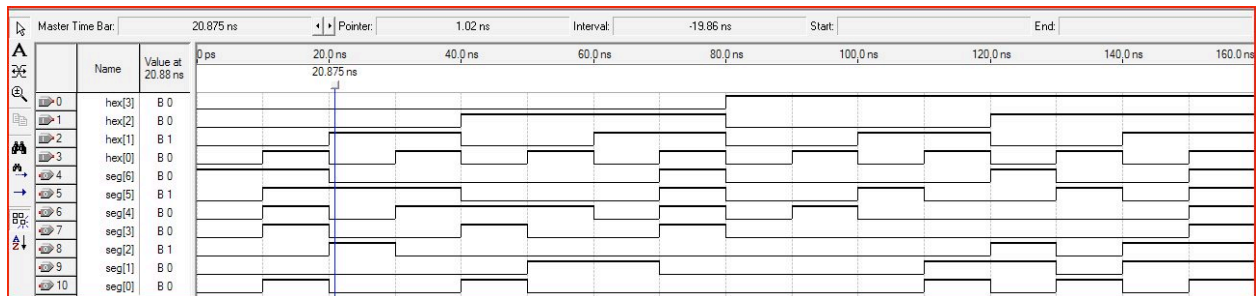 Master Time Bar: 20.875 ns Pointer: 1.02 ns Interval: -19.86 ns Start: End:
A
Name
Value at
20.88 ns
0 ps 20.0 ns 40.0 ns 60.0 ns 80.0 ns 100.0 ns 120.0 ns 140.0 ns 160.0 ns
20.875 ns
0 hex[3] B 0
1 hex[2] B 0
2 hex[1] B 1
3 hex[0] B 0
4 seg[6] B 0
5 seg[5] B 1
6 seg[4] B 0
7 seg[3] B 0
8 seg[2] B 1
9 seg[1] B 0
10 seg[0] B 0